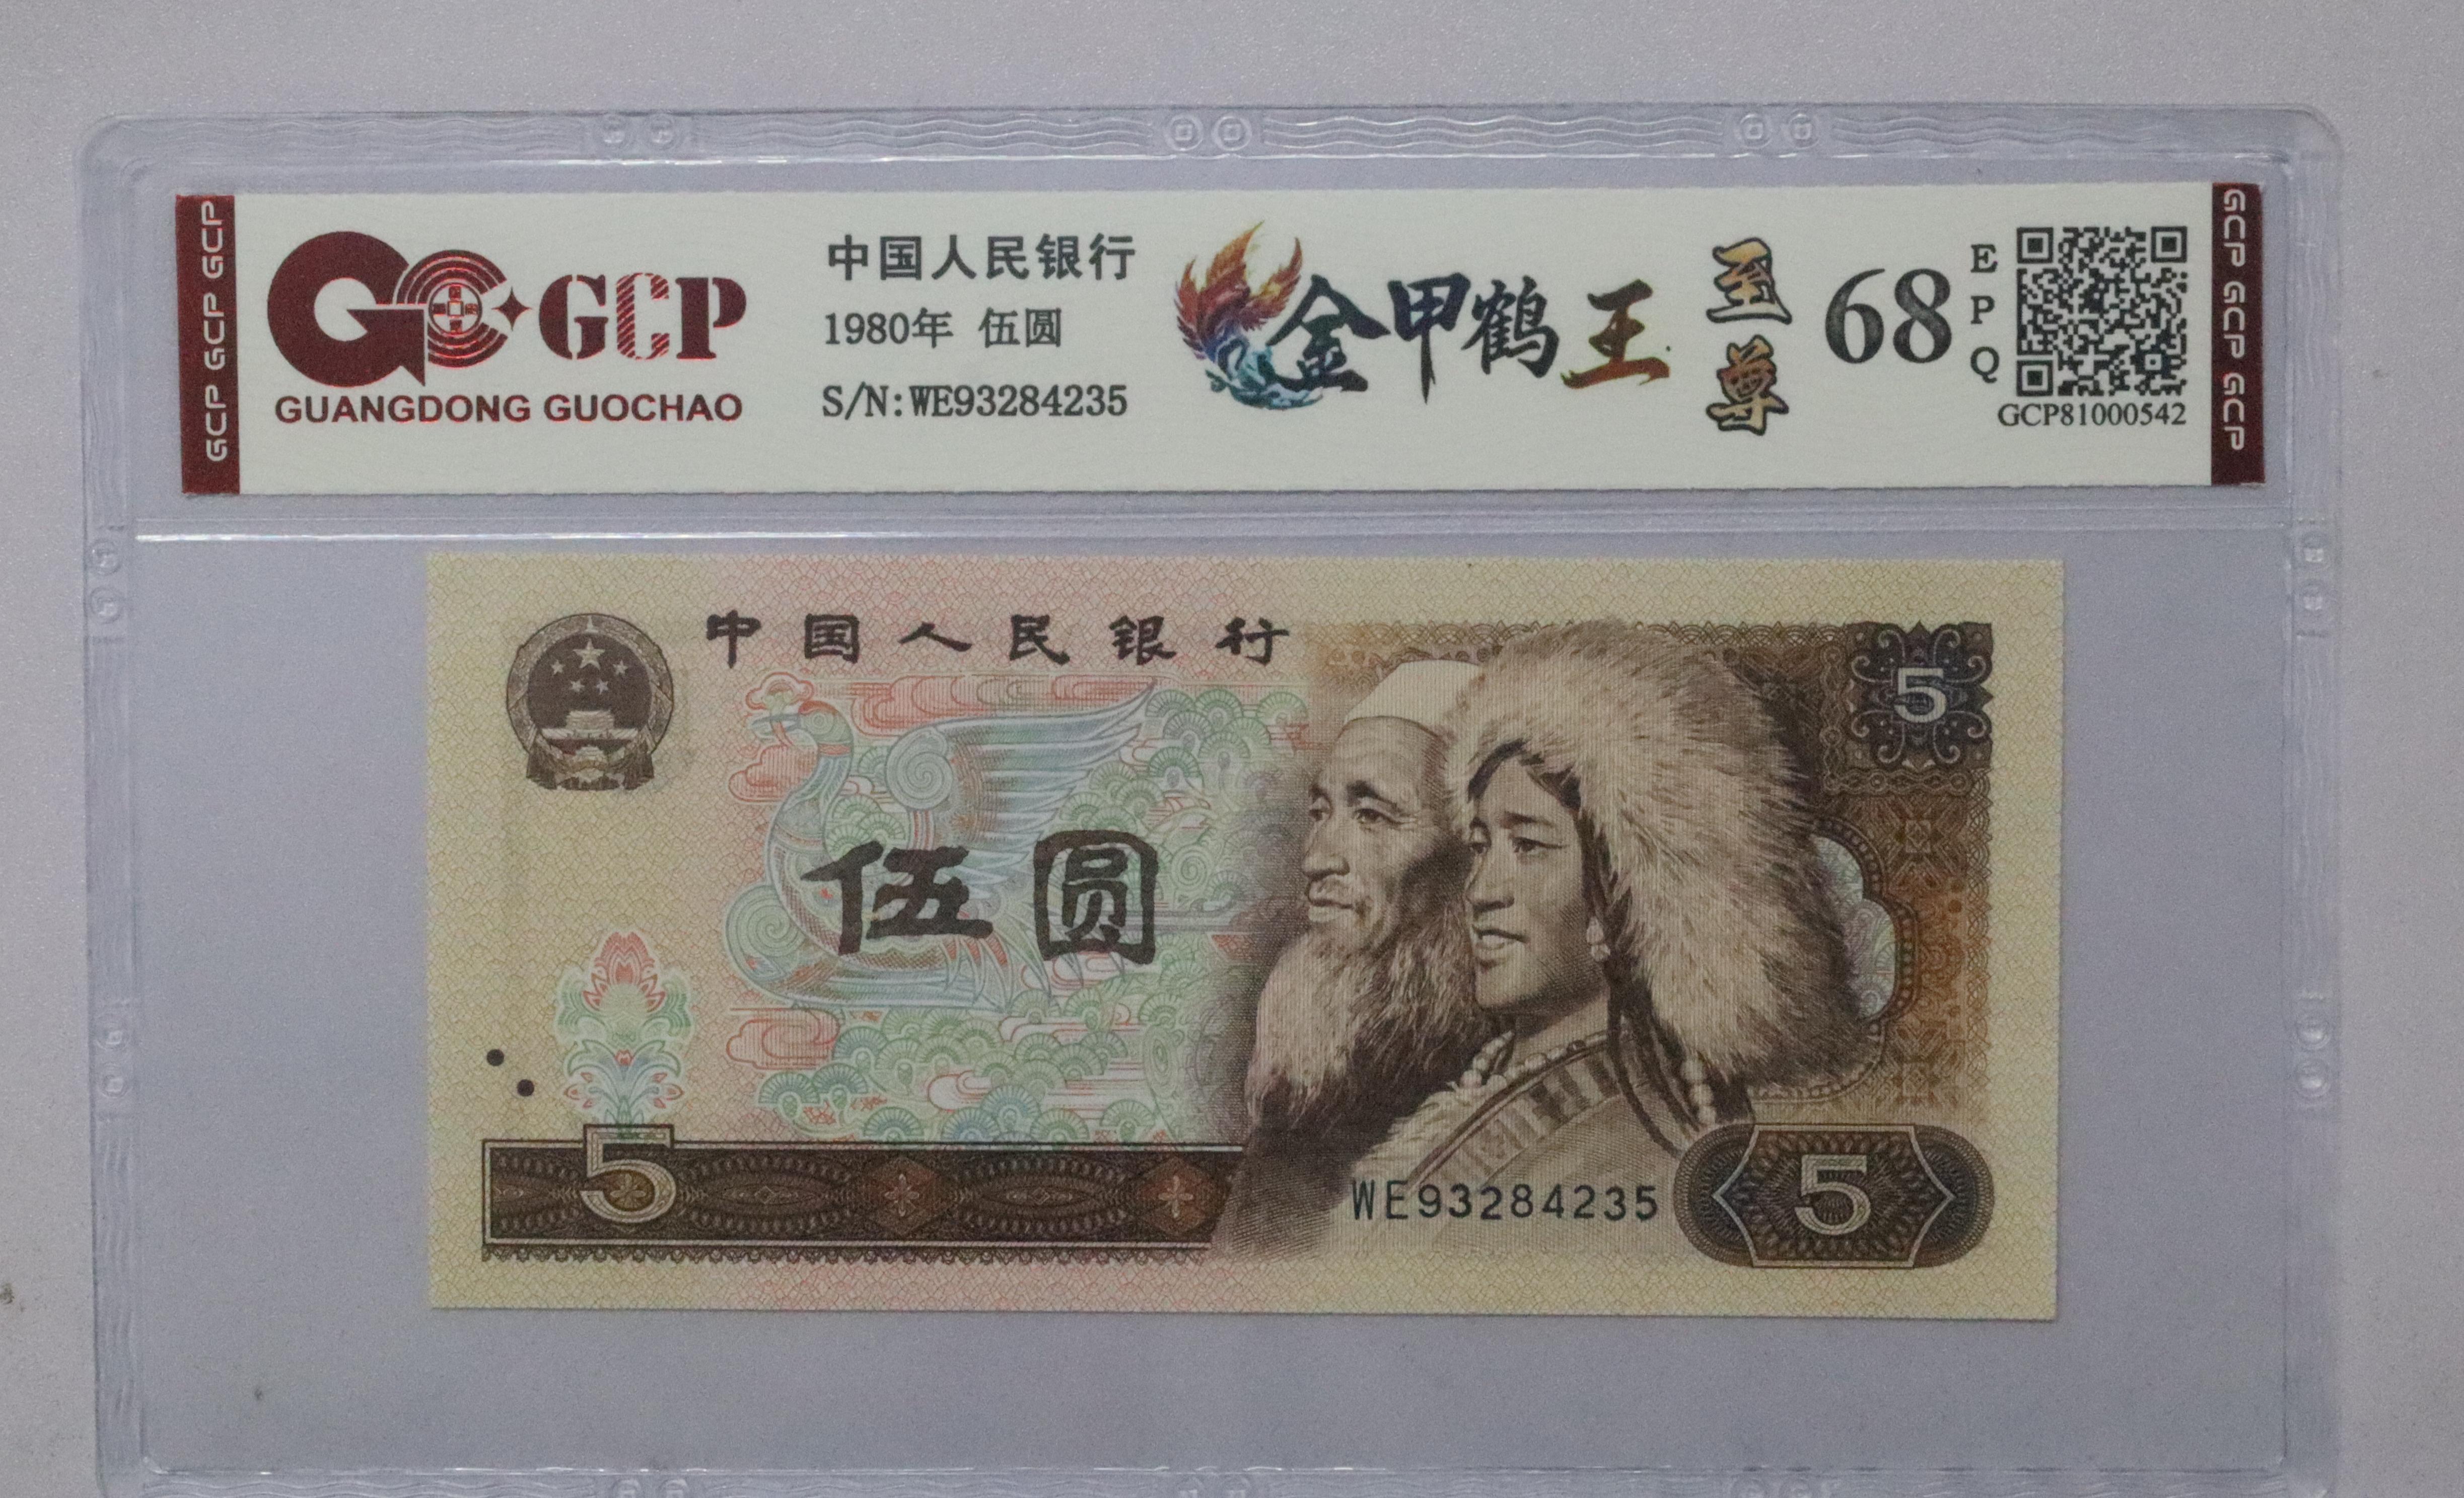 GCP GCP GCP
GCP
GUANGDONG GUOCHAO
中国人民银行
1980年 伍圆
S/N:WE93284235
金甲鹤王
至尊
68
EPQ
GCP81000542
GCP GCP GCP
中国人民银行
5
伍圆
5
WE93284235
5